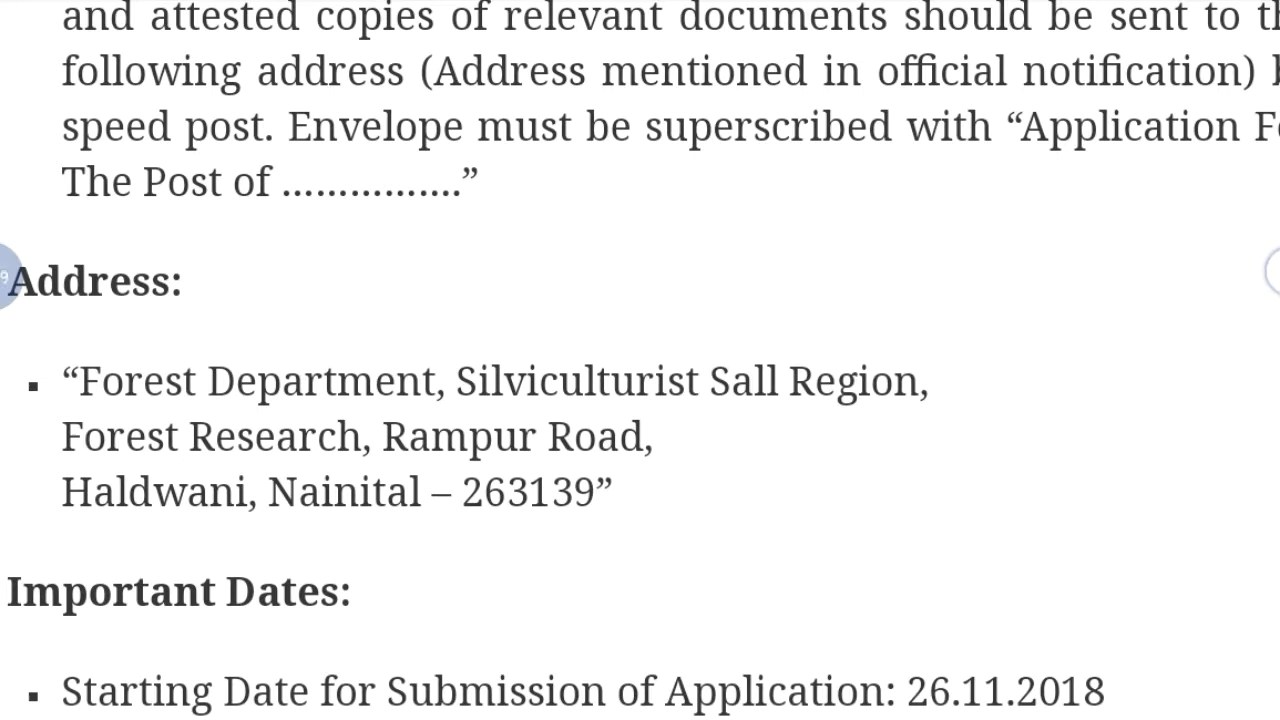 and attested copies of relevant documents should be sent to
following address (Address mentioned in official notification)
speed post. Envelope must be superscribed with “Application
The Post of ................”
Address:
▪ “Forest Department, Silviculturist Sall Region,
Forest Research, Rampur Road,
Haldwani, Nainital – 263139”
Important Dates:
▪ Starting Date for Submission of Application: 26.11.2018